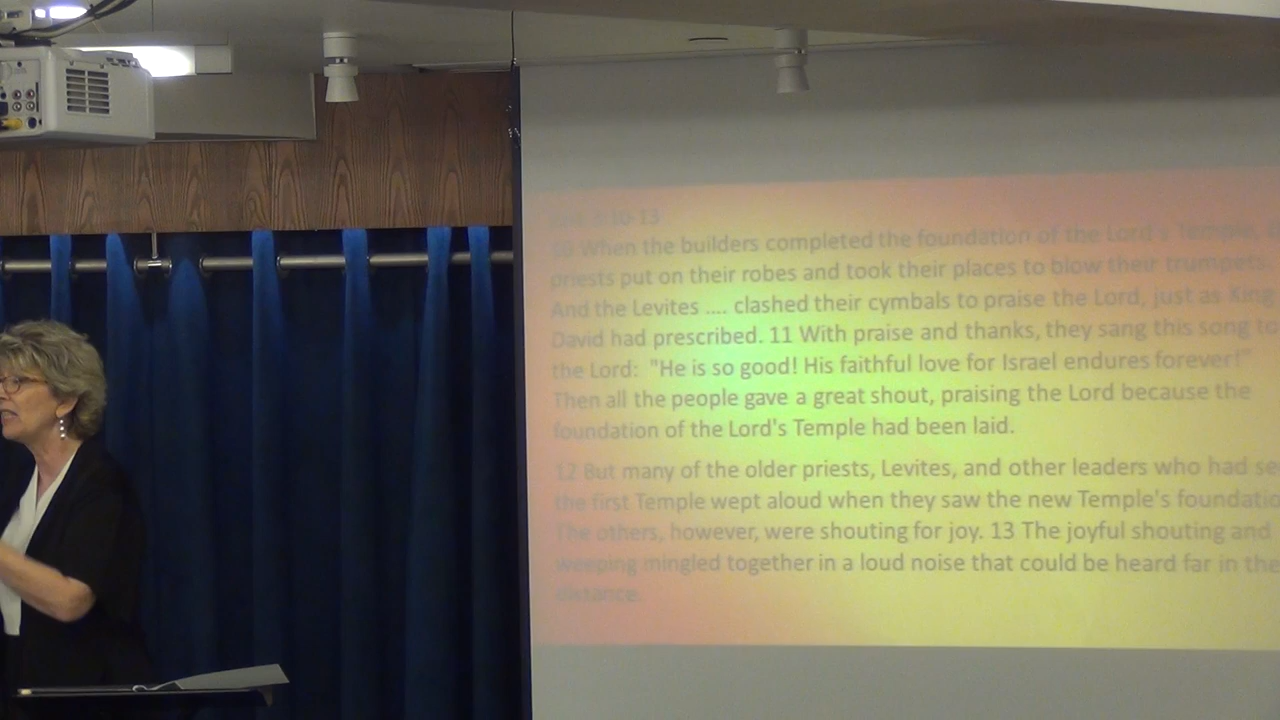 3:10-13
10 When the builders completed the foundation of the Lord's Temple,
priests put on their robes and took their places to blow their trumpets
And the Levites .... clashed their cymbals to praise the Lord, just as King
David had prescribed. 11 With praise and thanks, they sang this song to
the Lord:  "He is so good! His faithful love for Israel endures forever!"
Then all the people gave a great shout, praising the Lord because the
foundation of the Lord's Temple had been laid.
12 But many of the older priests, Levites, and other leaders who had se
the first Temple wept aloud when they saw the new Temple's foundatio
The others, however, were shouting for joy. 13 The joyful shouting and
weeping mingled together in a loud noise that could be heard far in the
distance.